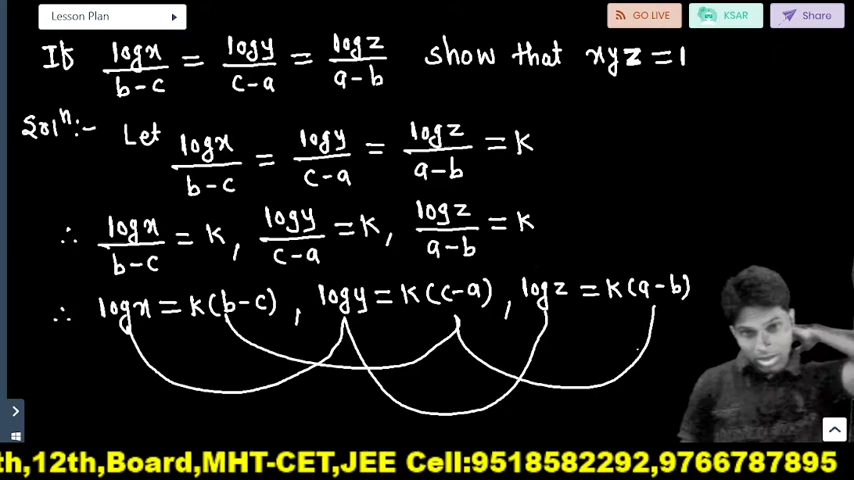 Lesson Plan
GO LIVE
KSAR
Share
If logx/b-c = logy/c-a = logz/a-b show that xyz = 1
Solⁿ:- Let logx/b-c = logy/c-a = logz/a-b = K
∴ logx/b-c = K, logy/c-a = K, logz/a-b = K
∴ logx = K(b-c), logy = K(c-a), logz = K(a-b)
th,12th,Board,MHT-CET,JEE Cell:9518582292,9766787895